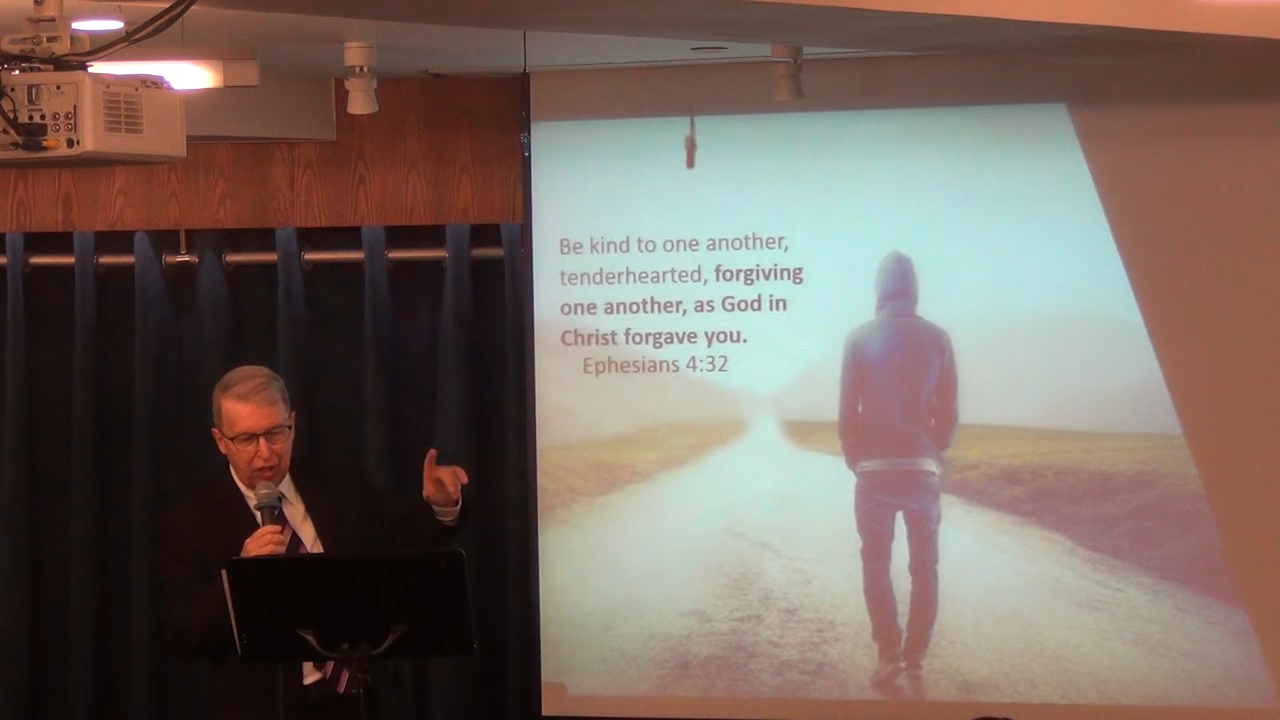 Be kind to one another,
tenderhearted, forgiving
one another, as God in
Christ forgave you.
Ephesians 4:32